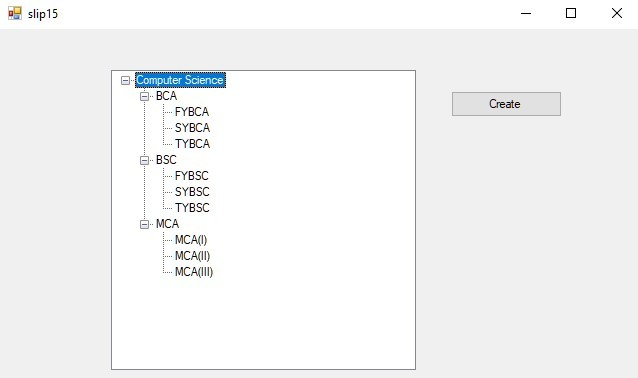 slip15
Computer Science
BCA
FYBCA
SYBCA
TYBCA
BSC
FYBSC
SYBSC
TYBSC
MCA
MCA(I)
MCA(II)
MCA(III)
Create